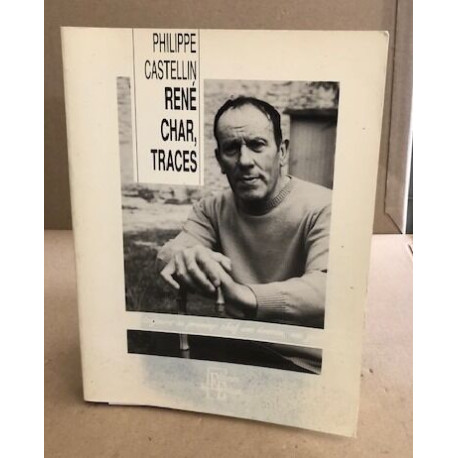 PHILIPPE
CASTELLIN
RENÉ
CHAR,
TRACES